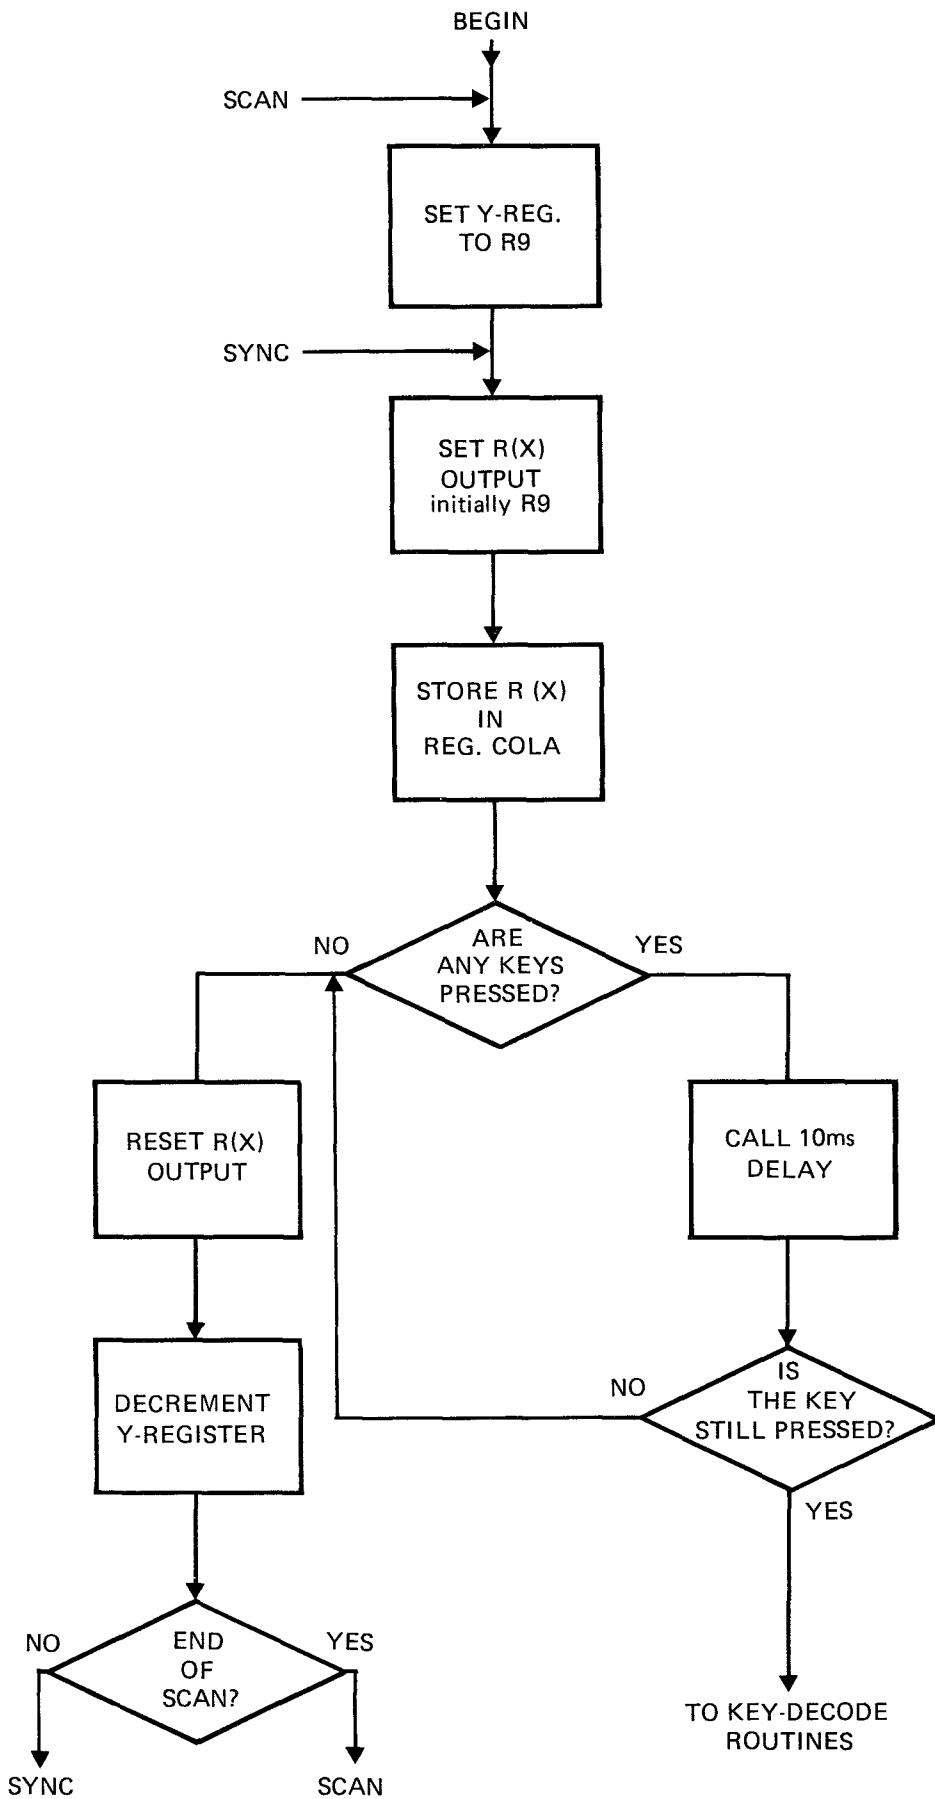 BEGIN
SCAN
SET Y-REG.
TO R9
SYNC
SET R(X)
OUTPUT
initially R9
STORE R (X)
IN
REG. COLA
NO
ARE
ANY KEYS
PRESSED?
YES
RESET R(X)
OUTPUT
CALL 10ms
DELAY
DECREMENT
Y-REGISTER
NO
IS
THE KEY
STILL PRESSED?
YES
NO
END
OF
SCAN?
YES
SYNC
SCAN
TO KEY-DECODE
ROUTINES